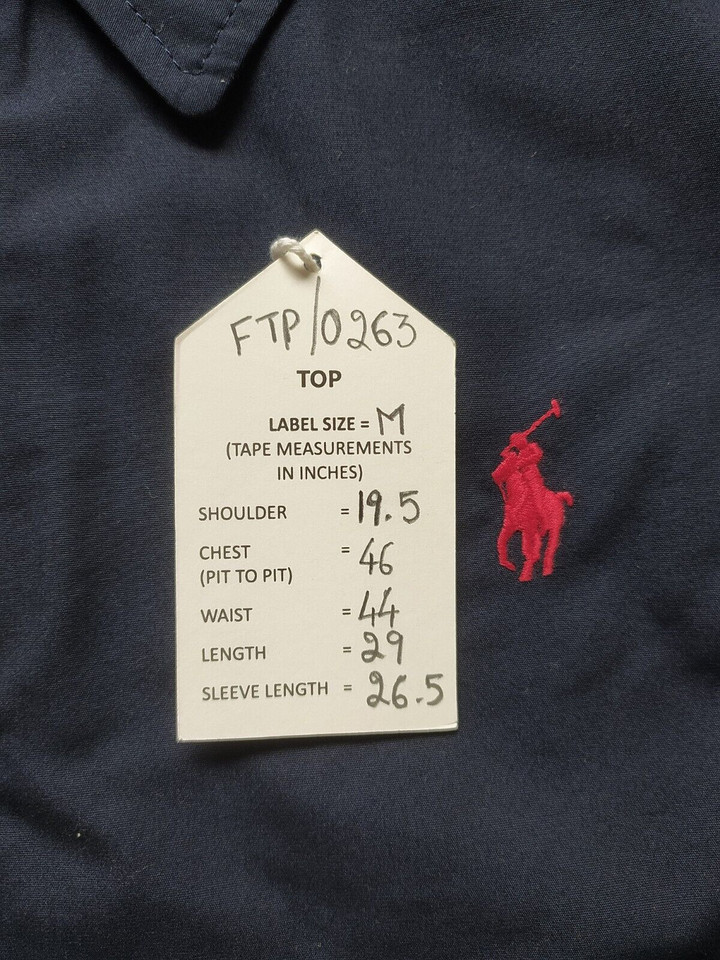 FTP/0263
TOP
LABEL SIZE = M
(TAPE MEASUREMENTS
IN INCHES)
SHOULDER = 19.5
CHEST = 46
(PIT TO PIT)
WAIST = 44
LENGTH = 29
SLEEVE LENGTH = 26.5